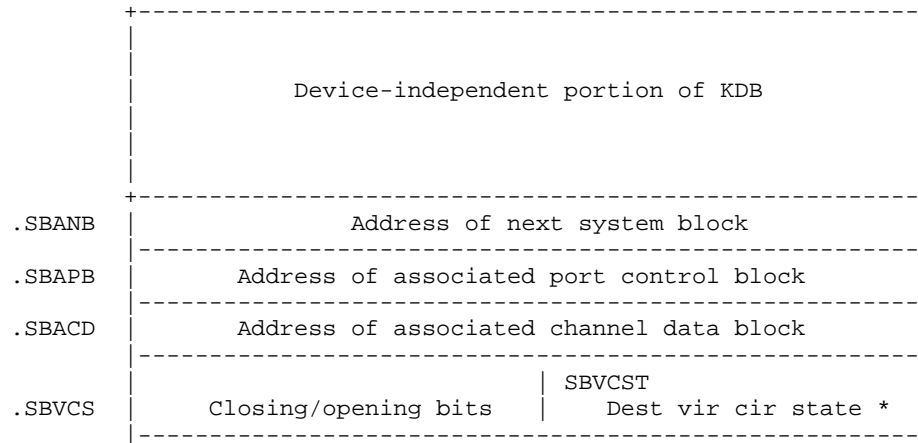 Device-independent portion of KDB
.SBANB Address of next system block
.SBAPB Address of associated port control block
.SBACD Address of associated channel data block
SBVCST
.SBVCS Closing/opening bits Dest vir cir state *